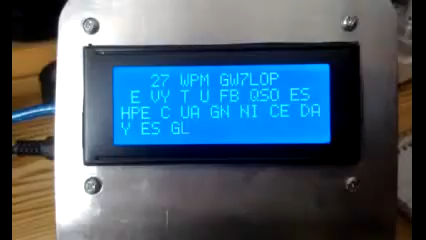 27 WPM GW7LOP
E VY T U FB QSO ES
HPE C UA GN NI CE DA
Y ES GL